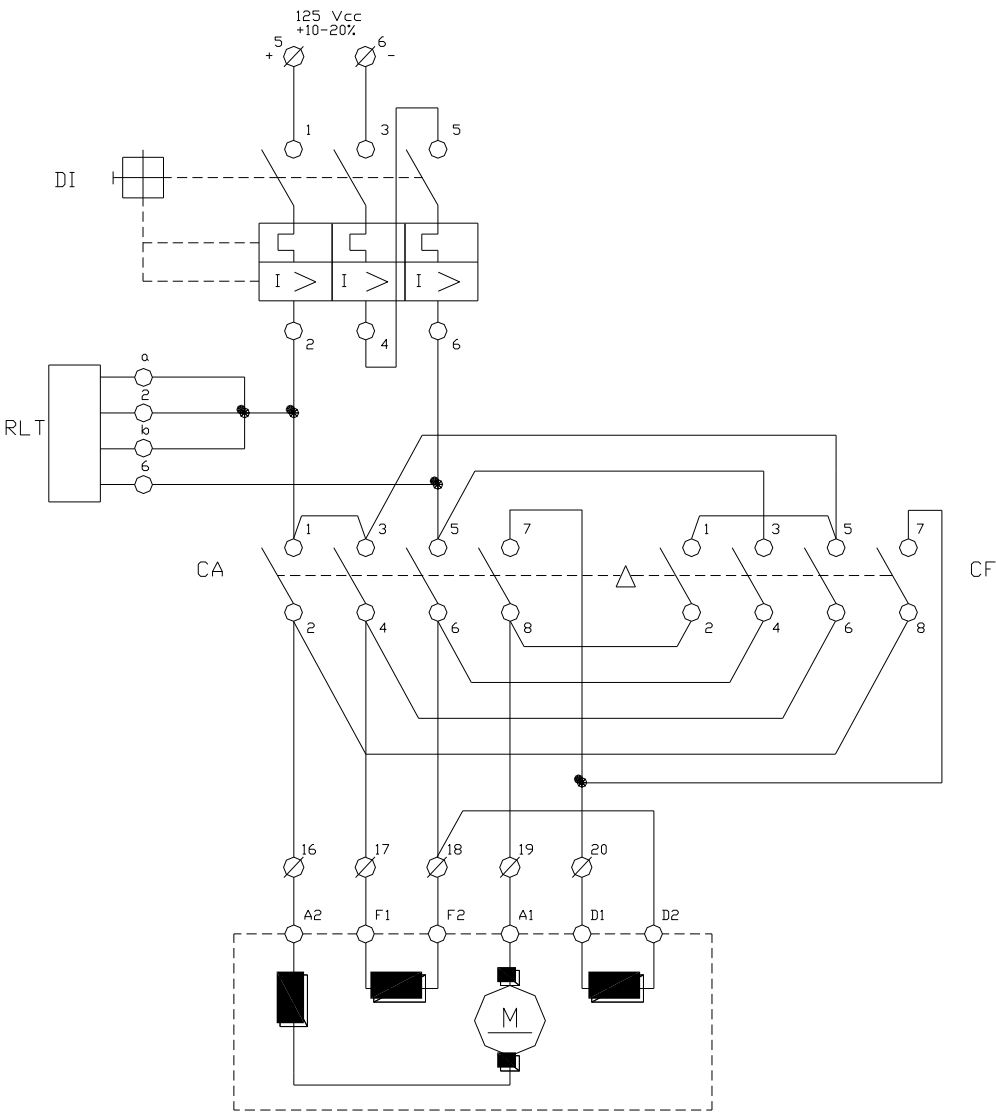 125 Vcc
+10-20%
5 6
+ -
1 3 5
DI
I > I > I >
2 4 6
a
2
RLT
b
6
1 3 5 7 1 3 5 7
CA CF
2 4 6 8 2 4 6 8
16 17 18 19 20
A2 F1 F2 A1 D1 D2
M